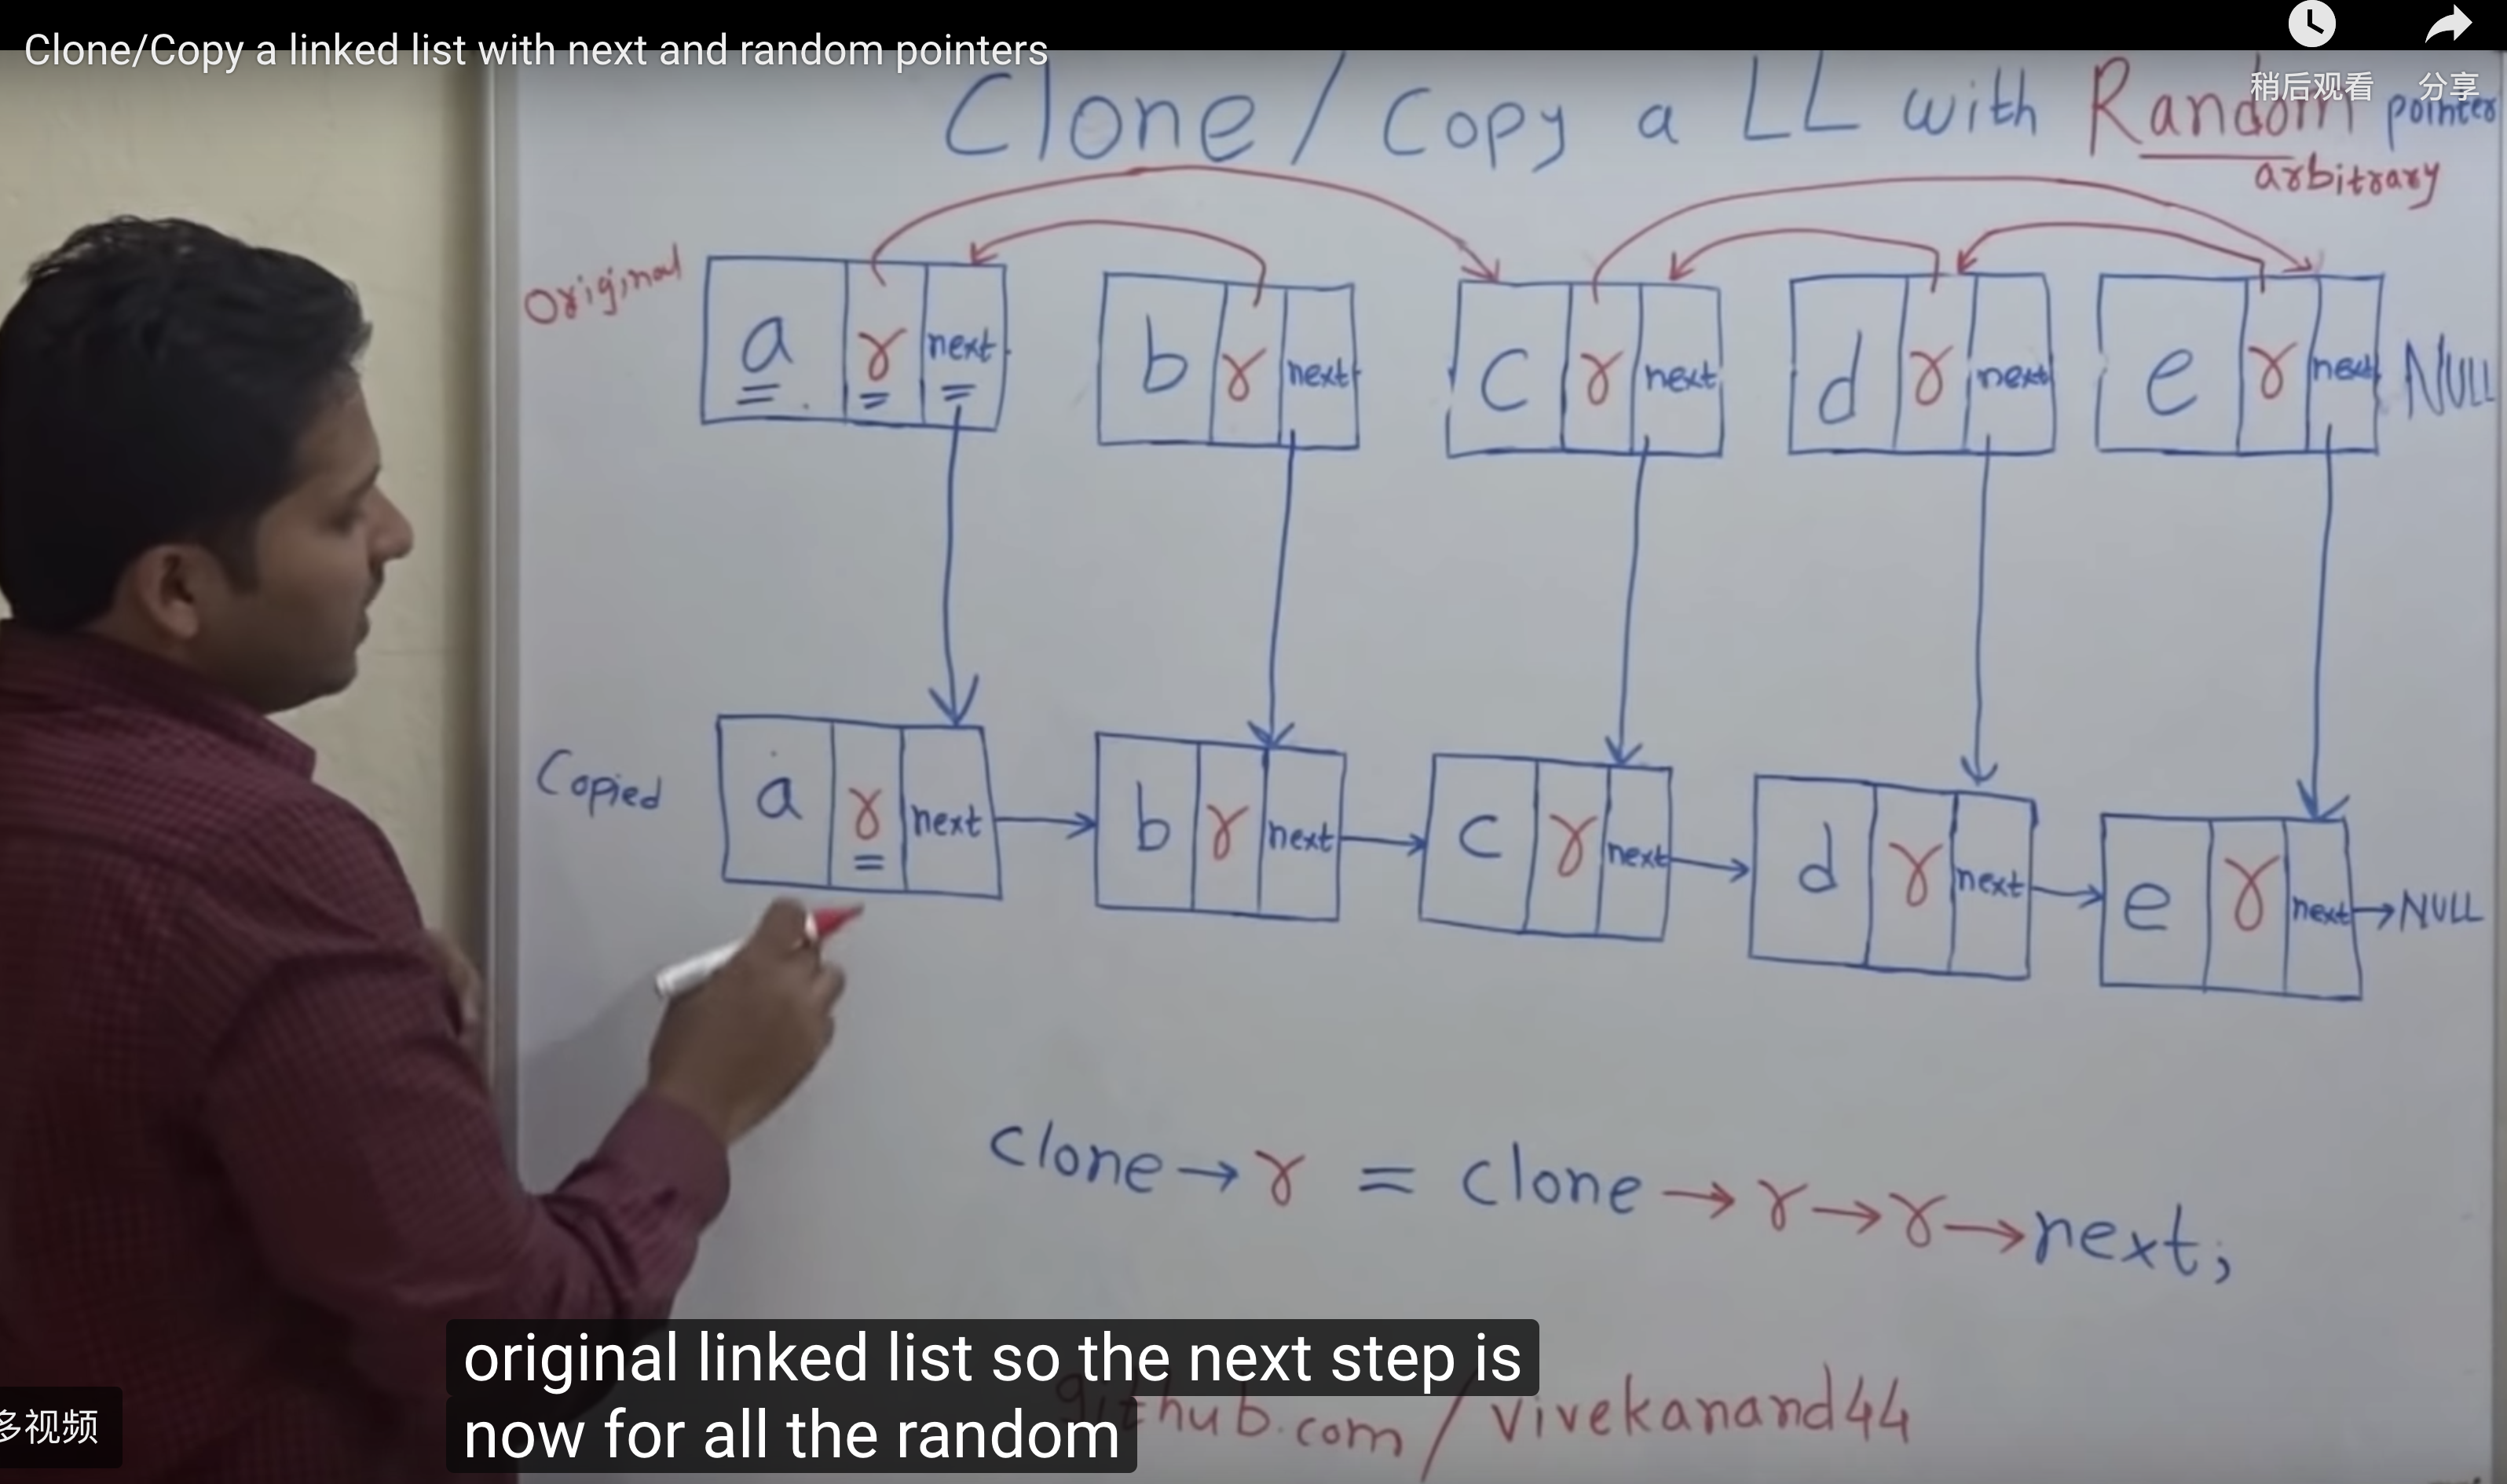 Clone/Copy a linked list with next and random pointers
稍后观看 分享
Clone / Copy a LL with Random pointer
arbitrary
Original
a r next
b r next
c r next
d r next
e r next NULL
Copied
a r next
b r next
c r next
d r next
e r next → NULL
clone → r = clone → r → r → next;
original linked list so the next step is
now for all the random
github.com/vivekanand44
多视频